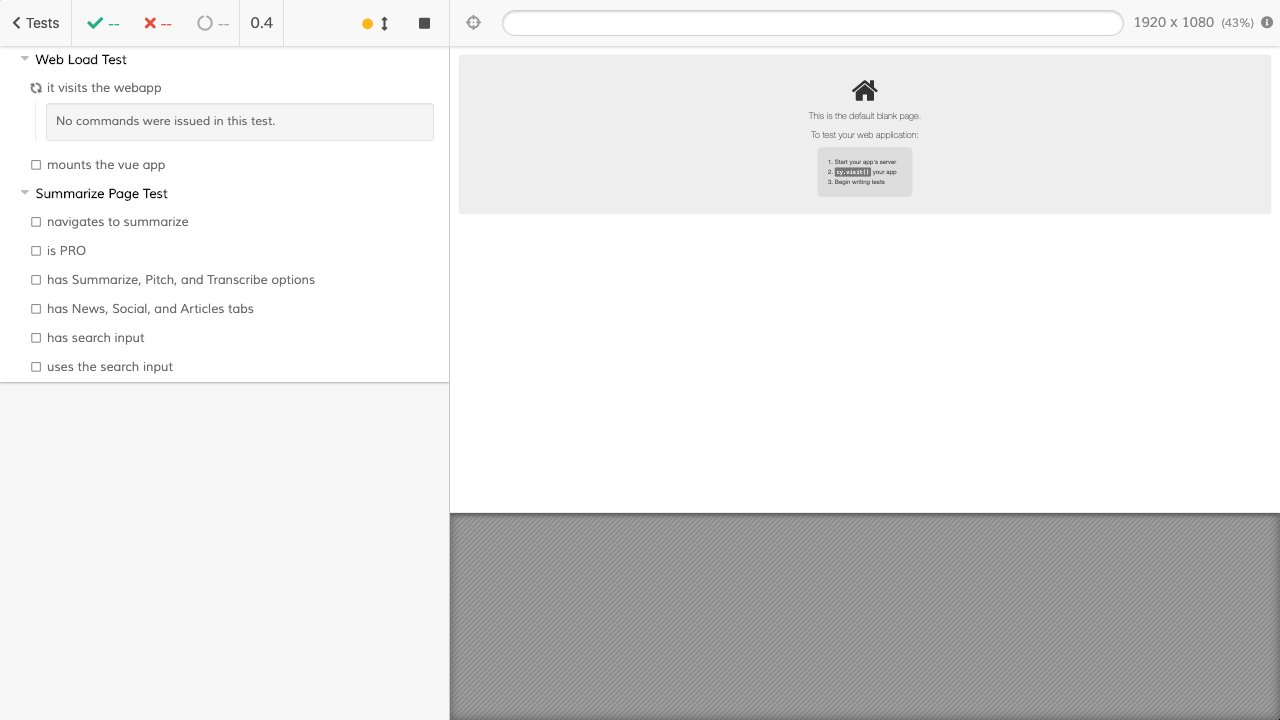 Tests -- -- -- 0.4
1920 x 1080 (43%)
Web Load Test
it visits the webapp
No commands were issued in this test.
mounts the vue app
Summarize Page Test
navigates to summarize
is PRO
has Summarize, Pitch, and Transcribe options
has News, Social, and Articles tabs
has search input
uses the search input
This is the default blank page.
To test your web application:
1. Start your app's server
2. cy.visit() your app
3. Begin writing tests